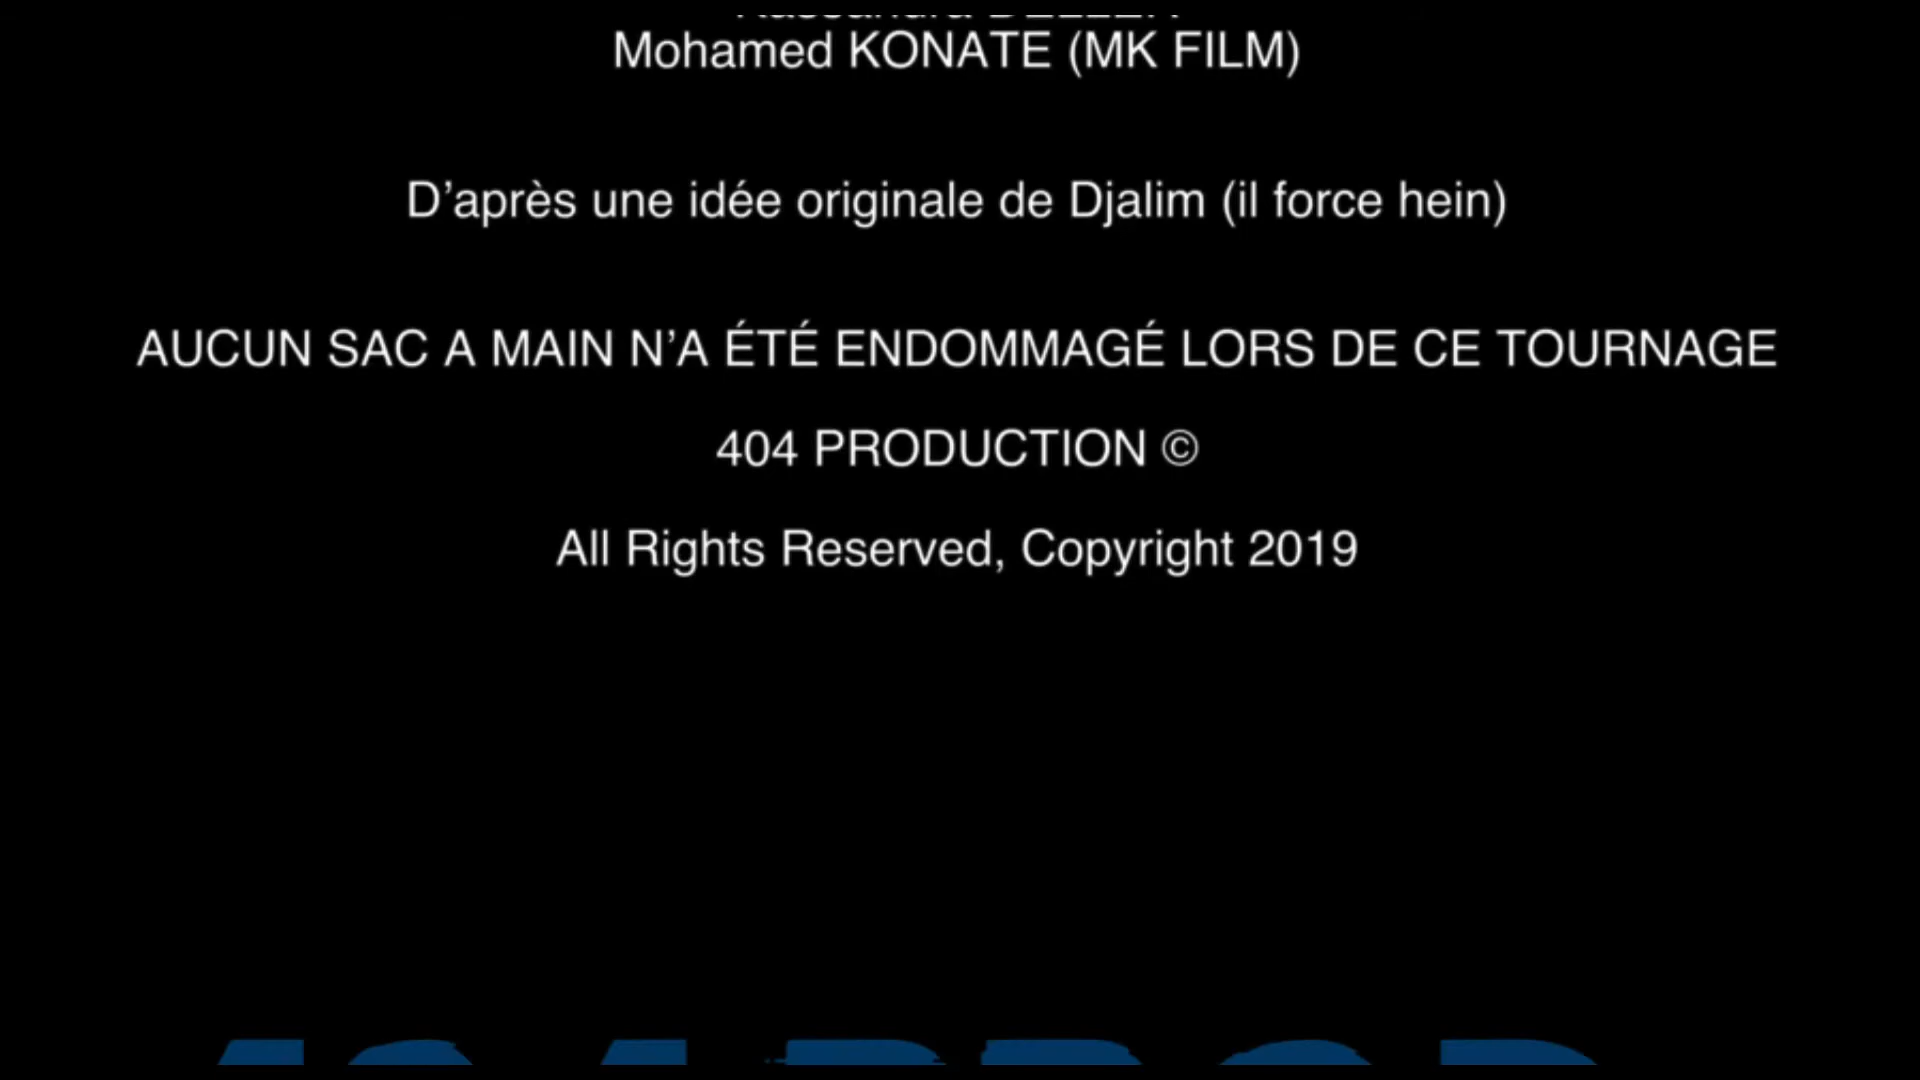 Mohamed KONATE (MK FILM)
D’après une idée originale de Djalim (il force hein)
AUCUN SAC A MAIN N’A ÉTÉ ENDOMMAGÉ LORS DE CE TOURNAGE
404 PRODUCTION ©
All Rights Reserved, Copyright 2019